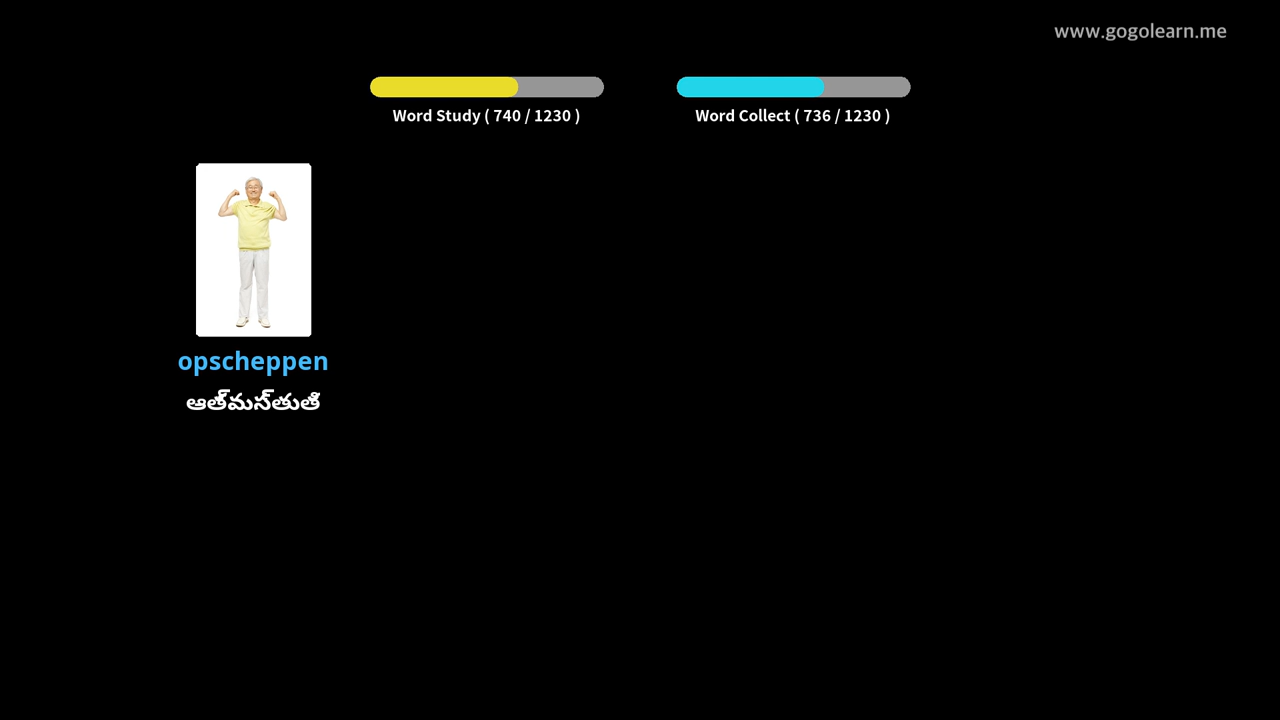 www.gogolearn.me
Word Study ( 740 / 1230 )
Word Collect ( 736 / 1230 )
opscheppen
ఆత్మస్తుతి